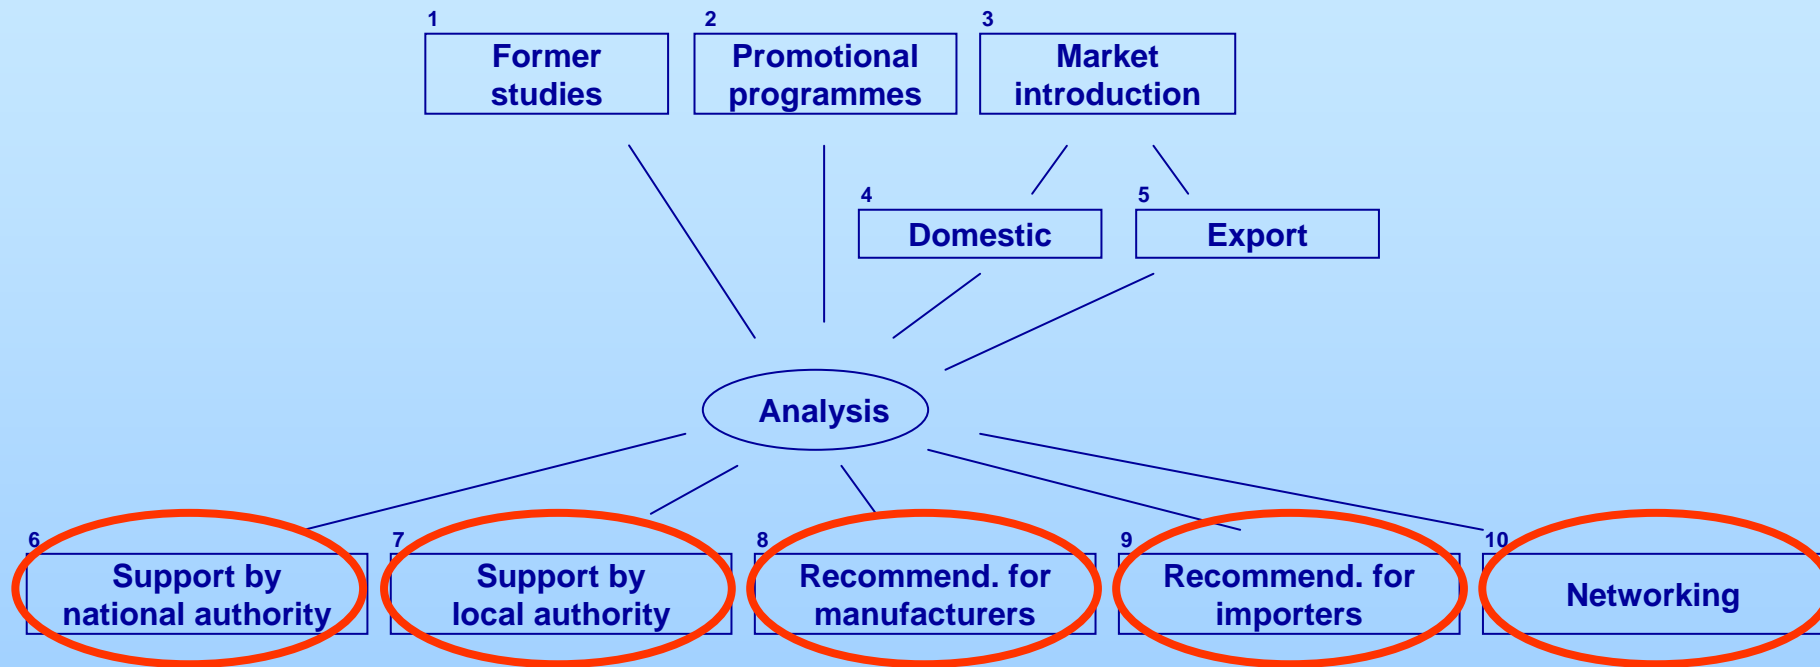 1
Former
studies
2
Promotional
programmes
3
Market
introduction
4
Domestic
5
Export
Analysis
6
Support by
national authority
7
Support by
local authority
8
Recommend. for
manufacturers
9
Recommend. for
importers
10
Networking